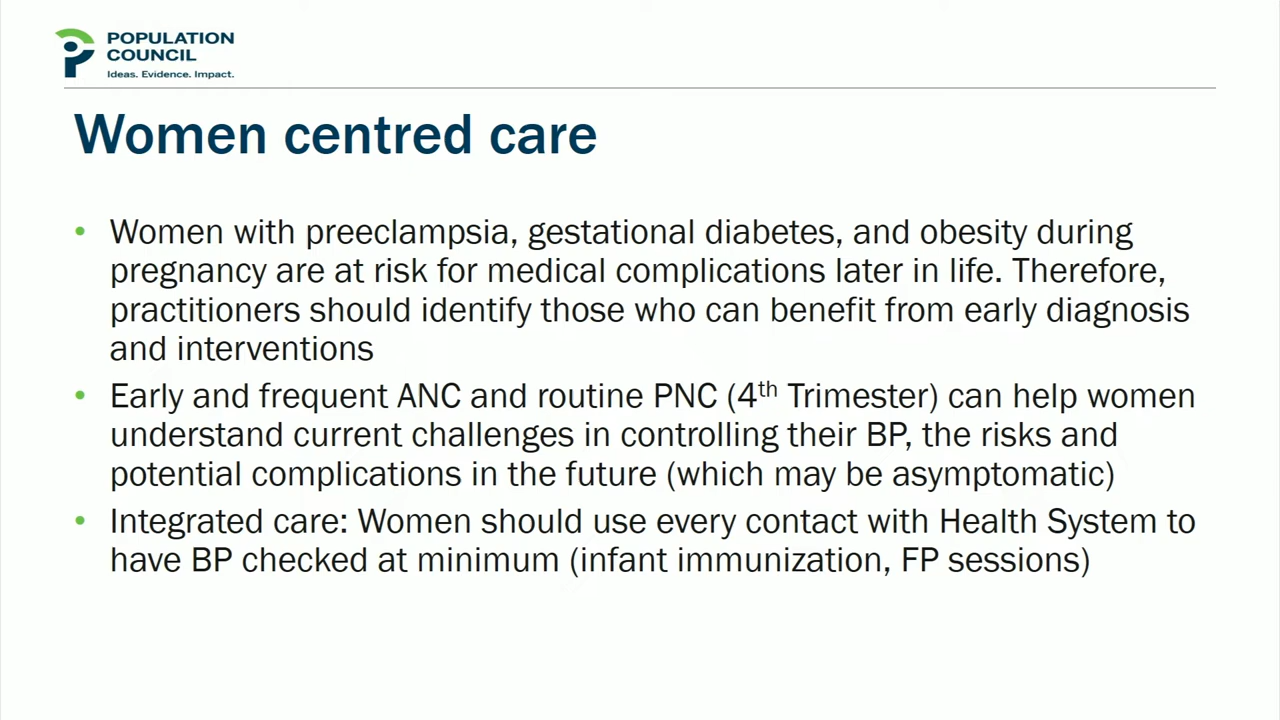 POPULATION
COUNCIL
Ideas. Evidence. Impact.
Women centred care
• Women with preeclampsia, gestational diabetes, and obesity during
pregnancy are at risk for medical complications later in life. Therefore,
practitioners should identify those who can benefit from early diagnosis
and interventions
• Early and frequent ANC and routine PNC (4th Trimester) can help women
understand current challenges in controlling their BP, the risks and
potential complications in the future (which may be asymptomatic)
• Integrated care: Women should use every contact with Health System to
have BP checked at minimum (infant immunization, FP sessions)